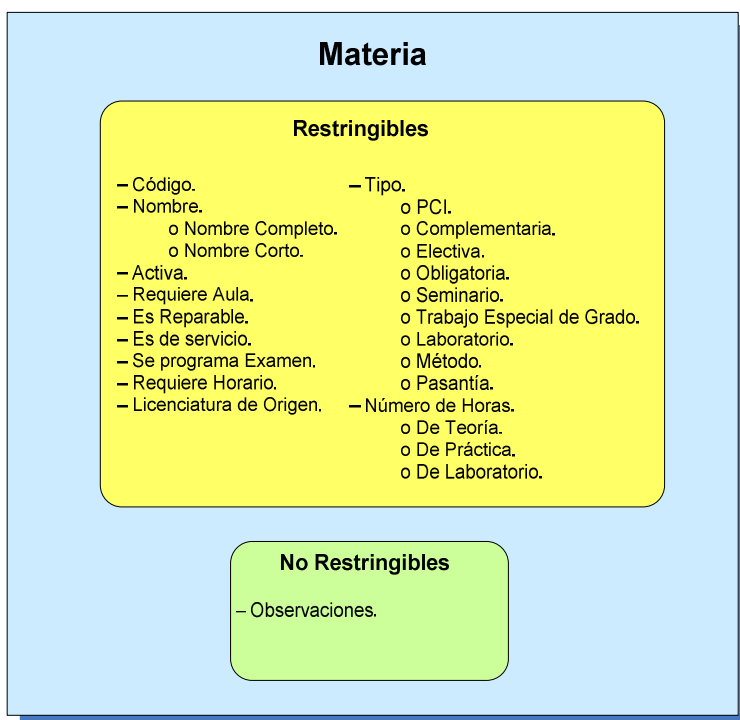 Materia
Restringibles
– Código.
– Nombre.
o Nombre Completo.
o Nombre Corto.
– Activa.
– Requiere Aula.
– Es Reparable.
– Es de servicio.
– Se programa Examen.
– Requiere Horario.
– Licenciatura de Origen.
– Tipo.
o PCI.
o Complementaria.
o Electiva.
o Obligatoria.
o Seminario.
o Trabajo Especial de Grado.
o Laboratorio.
o Método.
o Pasantía.
– Número de Horas.
o De Teoría.
o De Práctica.
o De Laboratorio.
No Restringibles
– Observaciones.